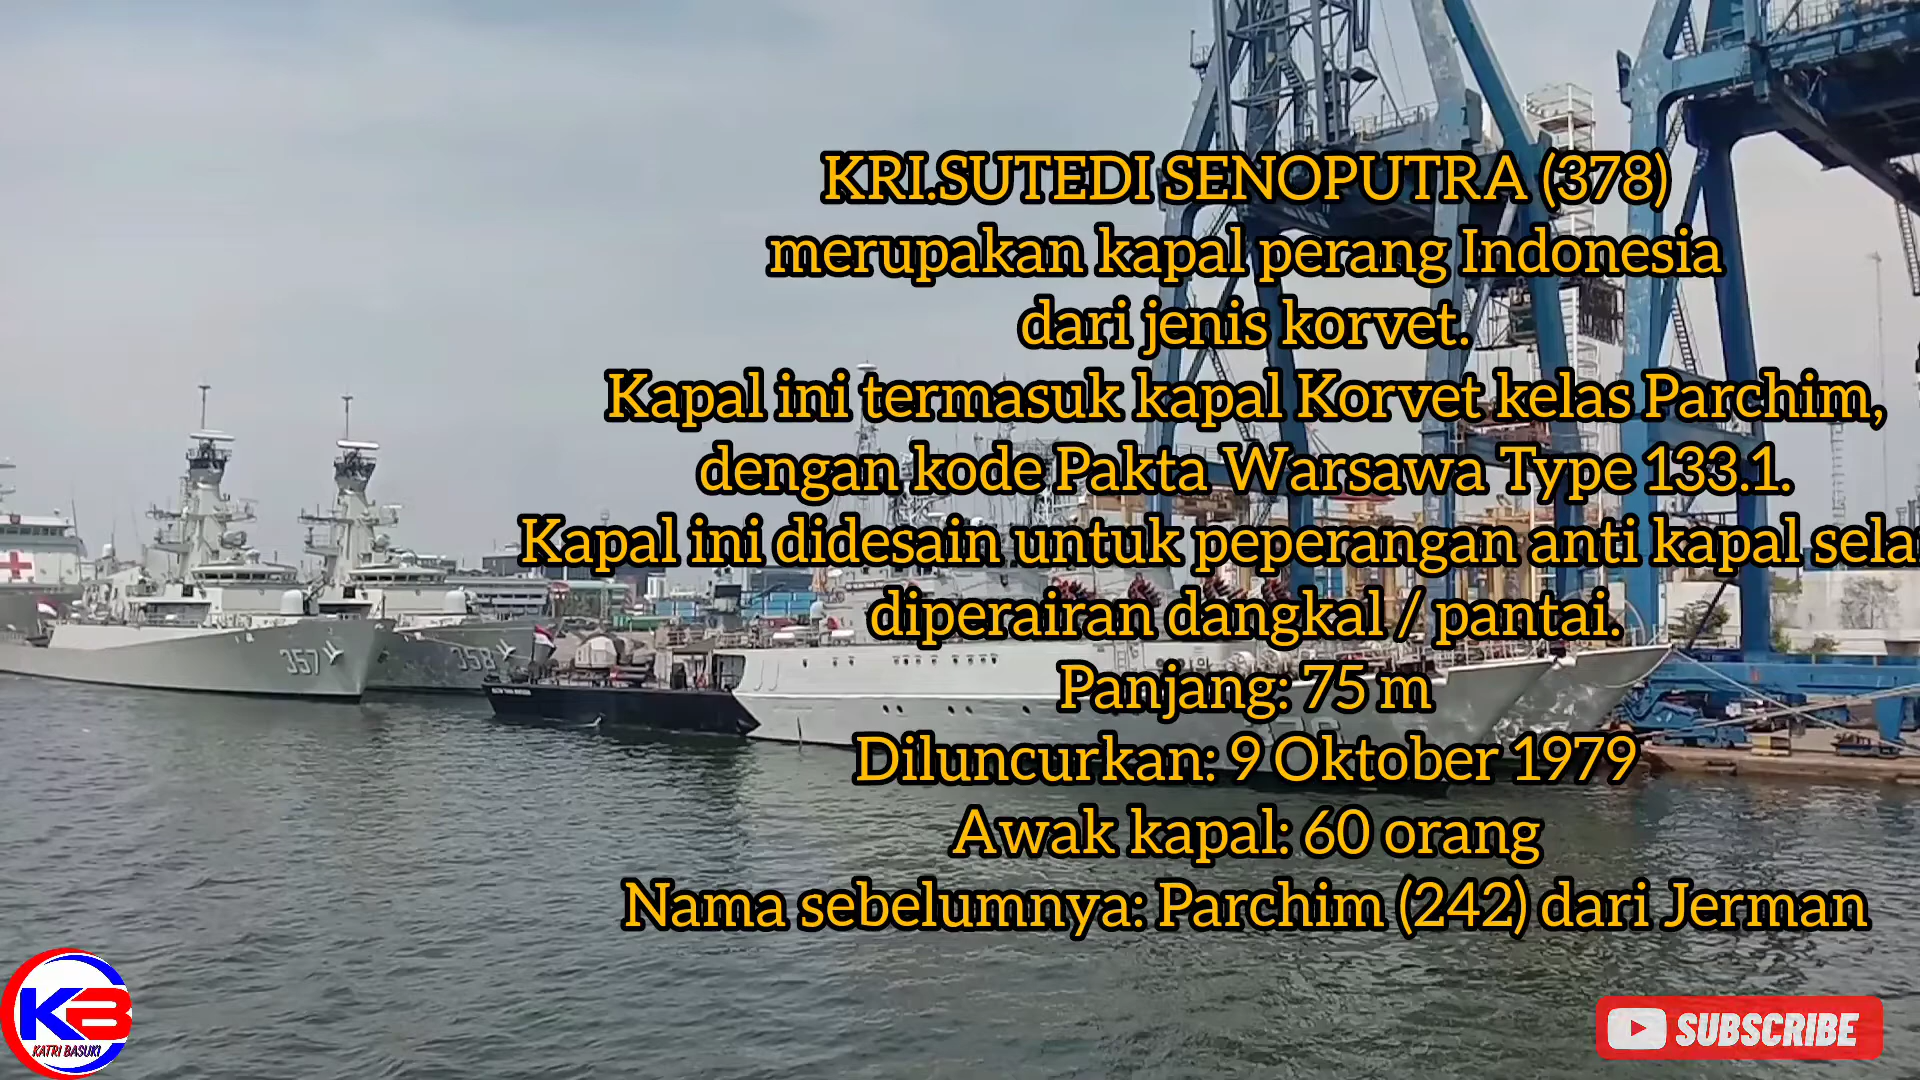 KRI.SUTEDI SENOPUTRA (378)
merupakan kapal perang Indonesia
dari jenis korvet.
Kapal ini termasuk kapal Korvet kelas Parchim,
dengan kode Pakta Warsawa Type 133.1.
Kapal ini didesain untuk peperangan anti kapal sela
diperairan dangkal / pantai.
Panjang: 75 m
Diluncurkan: 9 Oktober 1979
Awak kapal: 60 orang
Nama sebelumnya: Parchim (242) dari Jerman
357
358
KB
KATRI BASUKI
SUBSCRIBE